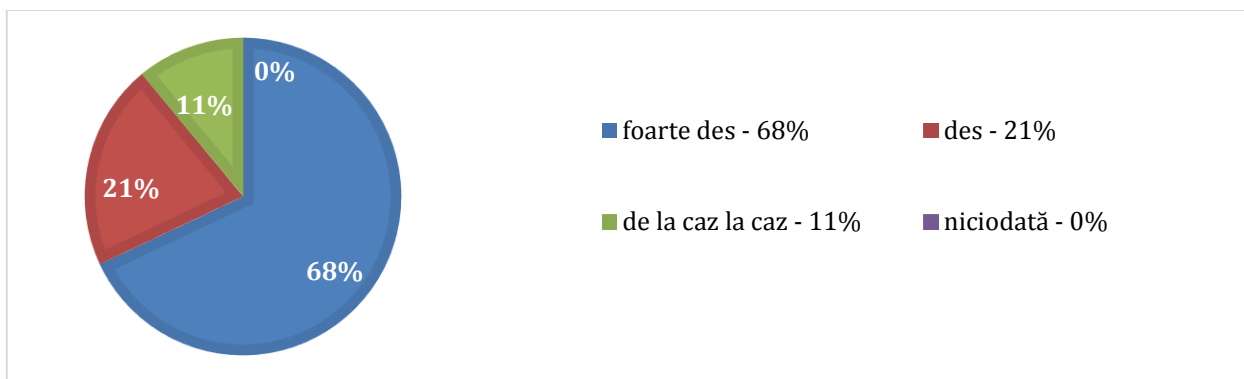 0%
11%
21%
68%
foarte des - 68%
des - 21%
de la caz la caz - 11%
niciodată - 0%